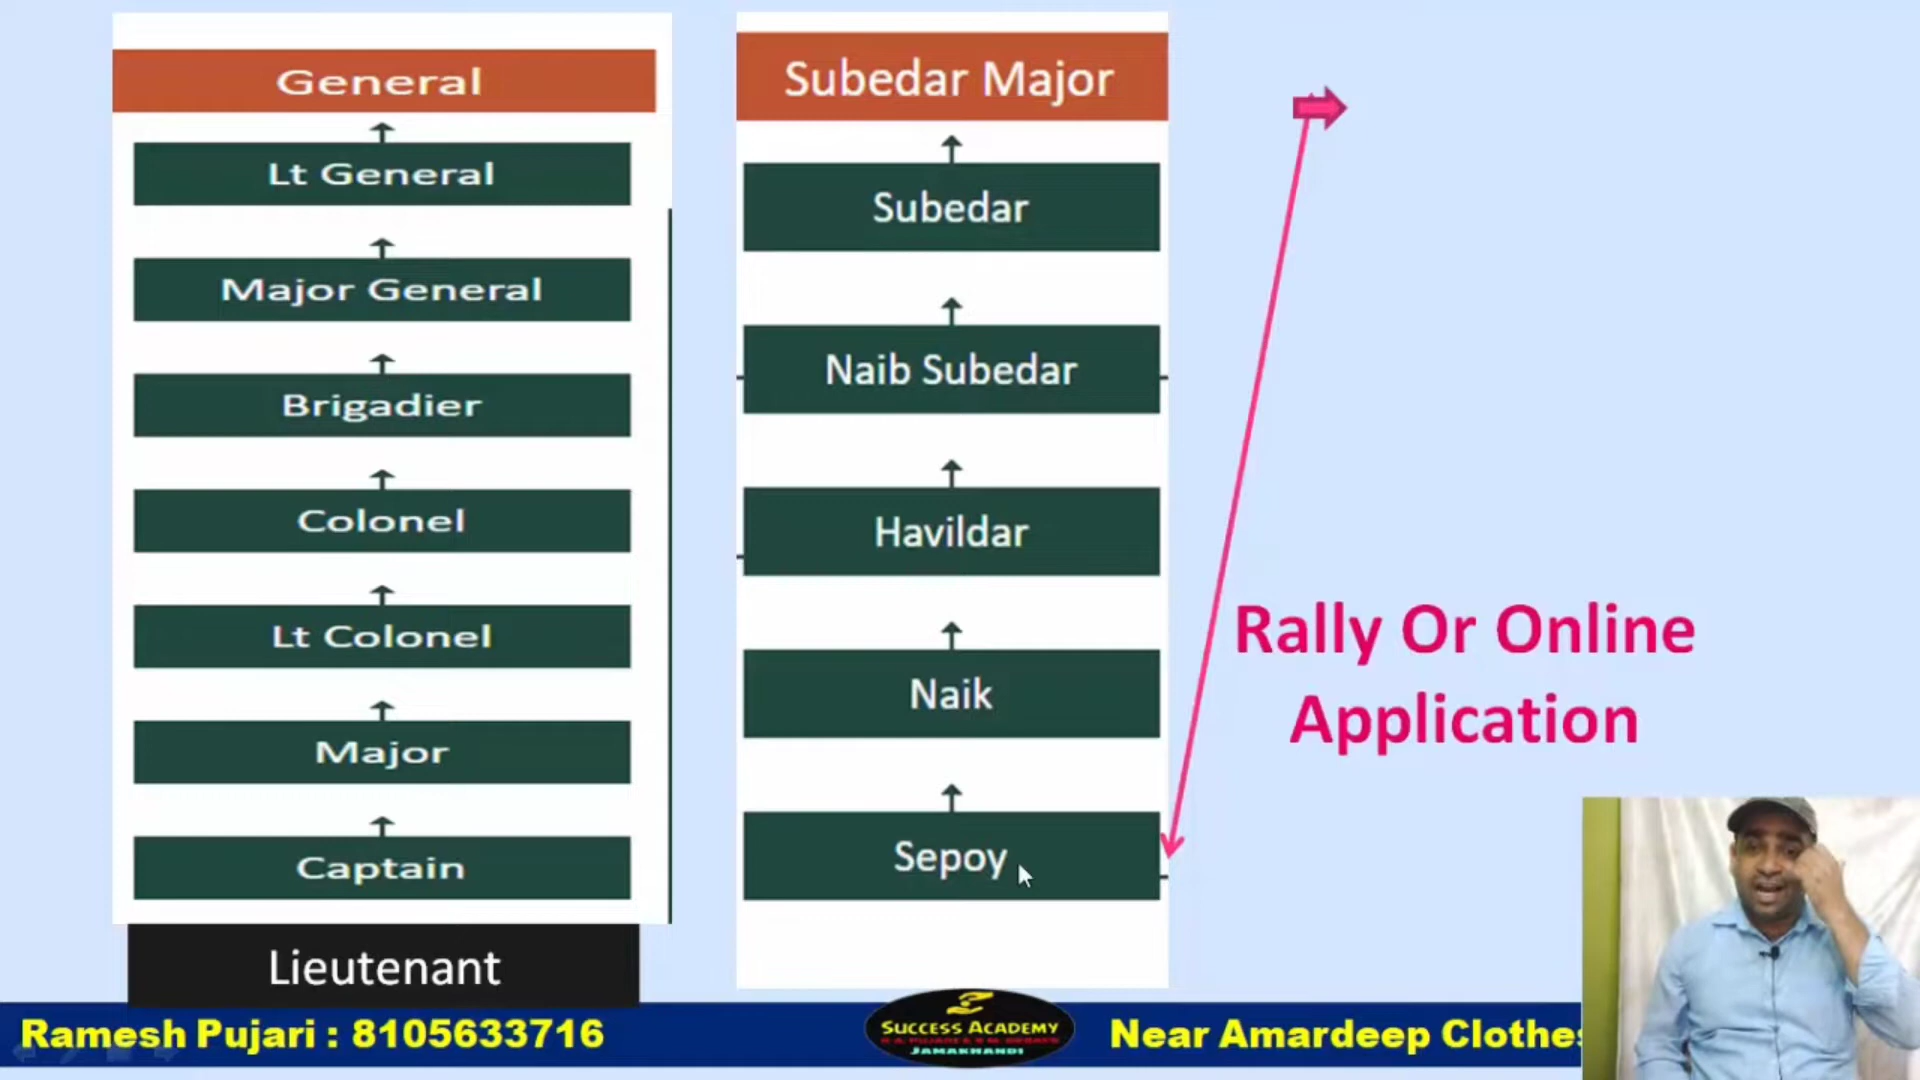 General
Lt General
Major General
Brigadier
Colonel
Lt Colonel
Major
Captain
Lieutenant
Subedar Major
Subedar
Naib Subedar
Havildar
Naik
Sepoy
Rally Or Online
Application
Ramesh Pujari : 8105633716
SUCCESS ACADEMY
JAMAKHANDI
Near Amardeep Clothes